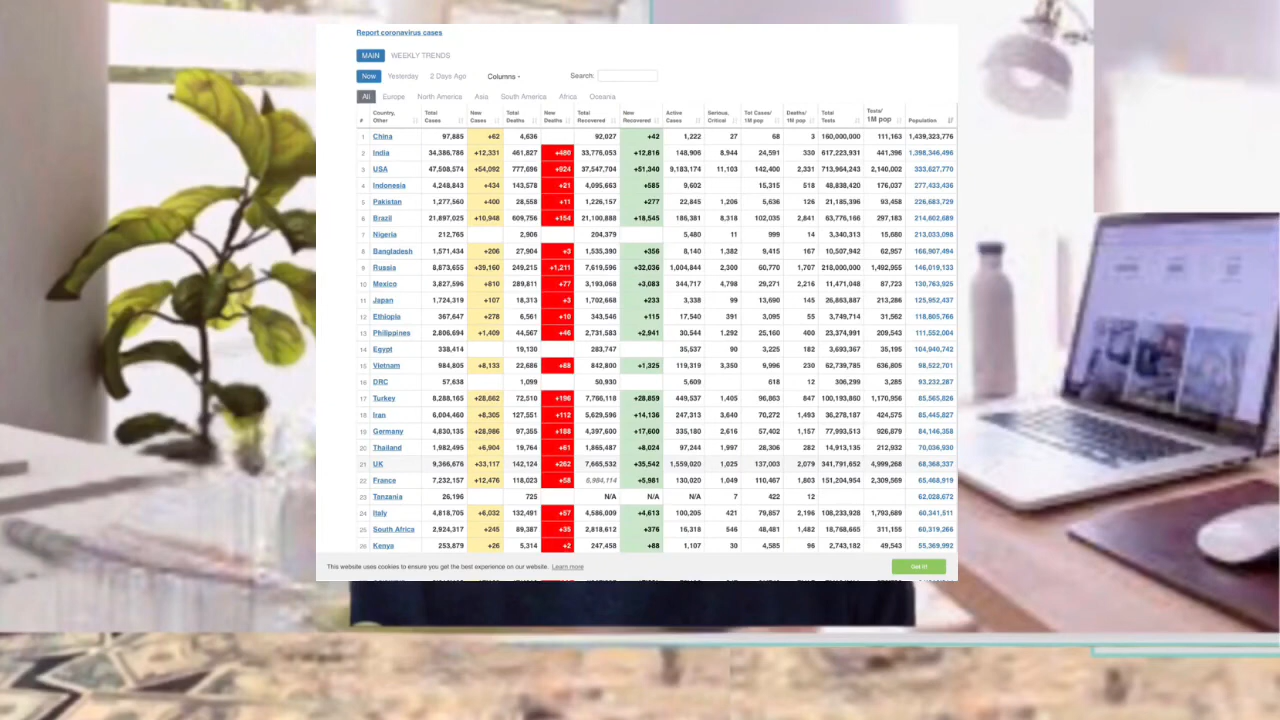 Report coronavirus cases
MAIN WEEKLY TRENDS
Now Yesterday 2 Days Ago Columns Search:
All Europe North America Asia South America Africa Oceania
# Country, Other Total Cases New Cases Total Deaths New Deaths Total Recovered New Recovered Active Cases Serious, Critical Tot Cases/ 1M pop Deaths/ 1M pop Total Tests Tests/ 1M pop Population
1 China 97,885 +62 4,636 92,027 +42 1,222 27 68 3 160,000,000 111,163 1,439,323,776
2 India 34,386,786 +12,331 461,827 +480 33,776,053 +12,816 148,906 8,944 24,591 330 617,223,931 441,396 1,398,346,496
3 USA 47,508,574 +54,092 777,696 +924 37,547,704 +51,340 9,183,174 11,103 142,400 2,331 713,964,243 2,140,002 333,627,770
4 Indonesia 4,248,843 +434 143,578 +21 4,095,663 +585 9,602 15,315 518 48,838,420 176,037 277,433,436
5 Pakistan 1,277,560 +400 28,558 +11 1,226,157 +277 22,845 1,206 5,636 126 21,185,396 93,458 226,683,729
6 Brazil 21,897,025 +10,948 609,756 +154 21,100,888 +18,545 186,381 8,318 102,035 2,841 63,776,166 297,183 214,602,689
7 Nigeria 212,765 2,906 204,379 5,480 11 999 14 3,340,313 15,680 213,033,098
8 Bangladesh 1,571,434 +206 27,904 +3 1,535,390 +356 8,140 1,382 9,415 167 10,507,942 62,957 166,907,494
9 Russia 8,873,655 +39,160 249,215 +1,211 7,619,596 +32,036 1,004,844 2,300 60,770 1,707 218,000,000 1,492,955 146,019,133
10 Mexico 3,827,596 +810 289,811 +77 3,193,068 +3,083 344,717 4,798 29,271 2,216 11,471,048 87,723 130,763,925
11 Japan 1,724,319 +107 18,313 +3 1,702,668 +233 3,338 99 13,690 145 26,863,887 213,286 125,952,437
12 Ethiopia 367,647 +278 6,561 +10 343,546 +115 17,540 391 3,095 55 3,749,714 31,562 118,805,766
13 Philippines 2,806,694 +1,409 44,567 +46 2,731,583 +2,941 30,544 1,292 25,160 400 23,374,991 209,543 111,552,004
14 Egypt 338,414 19,130 283,747 35,537 90 3,225 182 3,693,367 35,195 104,940,742
15 Vietnam 984,805 +8,133 22,686 +88 842,800 +1,325 119,319 3,350 9,996 230 62,739,785 636,805 98,522,701
16 DRC 57,638 1,099 50,930 5,609 618 12 306,299 3,285 93,232,287
17 Turkey 8,288,165 +28,662 72,510 +196 7,766,118 +28,859 449,537 1,405 96,863 847 100,193,860 1,170,956 85,565,826
18 Iran 6,004,460 +8,305 127,551 +112 5,629,596 +14,136 247,313 3,640 70,272 1,493 36,278,187 424,575 85,445,827
19 Germany 4,830,135 +28,986 97,355 +188 4,397,600 +17,600 335,180 2,616 57,402 1,157 77,993,513 926,879 84,146,358
20 Thailand 1,982,495 +6,904 19,764 +61 1,865,487 +8,024 97,244 1,997 28,306 282 14,913,135 212,932 70,036,930
21 UK 9,366,676 +33,117 142,124 +262 7,665,532 +35,542 1,559,020 1,025 137,003 2,079 341,791,652 4,999,268 68,368,337
22 France 7,232,157 +12,476 118,023 +58 6,984,114 +5,981 130,020 1,049 110,467 1,803 151,204,954 2,309,569 65,468,919
23 Tanzania 26,196 725 N/A N/A N/A 7 422 12 62,028,672
24 Italy 4,818,705 +6,032 132,491 +57 4,586,009 +4,613 100,205 421 79,857 2,196 108,233,928 1,793,689 60,341,511
25 South Africa 2,924,317 +245 89,387 +35 2,818,612 +376 16,318 546 48,481 1,482 18,768,665 311,155 60,319,266
26 Kenya 253,879 +26 5,314 +2 247,458 +88 1,107 30 4,585 96 2,743,182 49,543 55,369,992
This website uses cookies to ensure you get the best experience on our website. Learn more Got it!